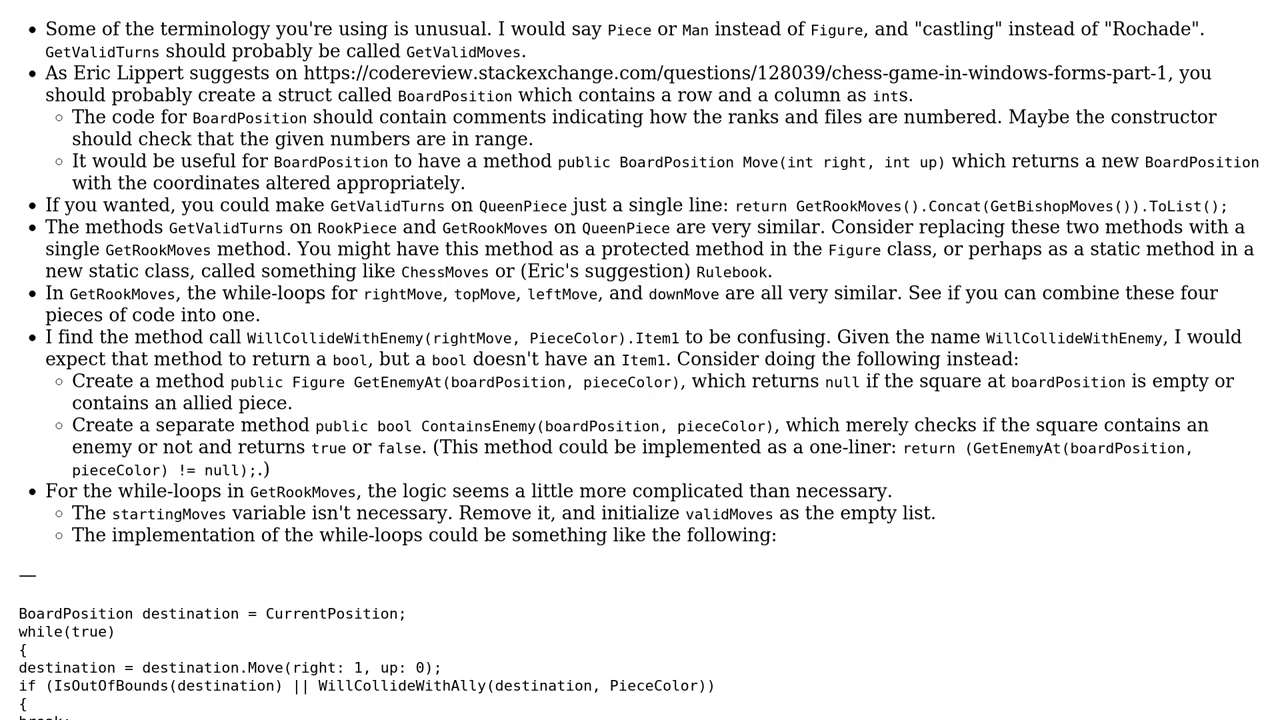 Some of the terminology you're using is unusual. I would say Piece or Man instead of Figure, and "castling" instead of "Rochade".
GetValidTurns should probably be called GetValidMoves.
As Eric Lippert suggests on https://codereview.stackexchange.com/questions/128039/chess-game-in-windows-forms-part-1, you
should probably create a struct called BoardPosition which contains a row and a column as ints.
The code for BoardPosition should contain comments indicating how the ranks and files are numbered. Maybe the constructor
should check that the given numbers are in range.
It would be useful for BoardPosition to have a method public BoardPosition Move(int right, int up) which returns a new BoardPosition
with the coordinates altered appropriately.
If you wanted, you could make GetValidTurns on QueenPiece just a single line: return GetRookMoves().Concat(GetBishopMoves()).ToList();
The methods GetValidTurns on RookPiece and GetRookMoves on QueenPiece are very similar. Consider replacing these two methods with a
single GetRookMoves method. You might have this method as a protected method in the Figure class, or perhaps as a static method in a
new static class, called something like ChessMoves or (Eric's suggestion) Rulebook.
In GetRookMoves, the while-loops for rightMove, topMove, leftMove, and downMove are all very similar. See if you can combine these four
pieces of code into one.
I find the method call WillCollideWithEnemy(rightMove, PieceColor).Item1 to be confusing. Given the name WillCollideWithEnemy, I would
expect that method to return a bool, but a bool doesn't have an Item1. Consider doing the following instead:
Create a method public Figure GetEnemyAt(boardPosition, pieceColor), which returns null if the square at boardPosition is empty or
contains an allied piece.
Create a separate method public bool ContainsEnemy(boardPosition, pieceColor), which merely checks if the square contains an
enemy or not and returns true or false. (This method could be implemented as a one-liner: return (GetEnemyAt(boardPosition,
pieceColor) != null);.)
For the while-loops in GetRookMoves, the logic seems a little more complicated than necessary.
The startingMoves variable isn't necessary. Remove it, and initialize validMoves as the empty list.
The implementation of the while-loops could be something like the following:
—
BoardPosition destination = CurrentPosition;
while(true)
{
destination = destination.Move(right: 1, up: 0);
if (IsOutOfBounds(destination) || WillCollideWithAlly(destination, PieceColor))
{
break;